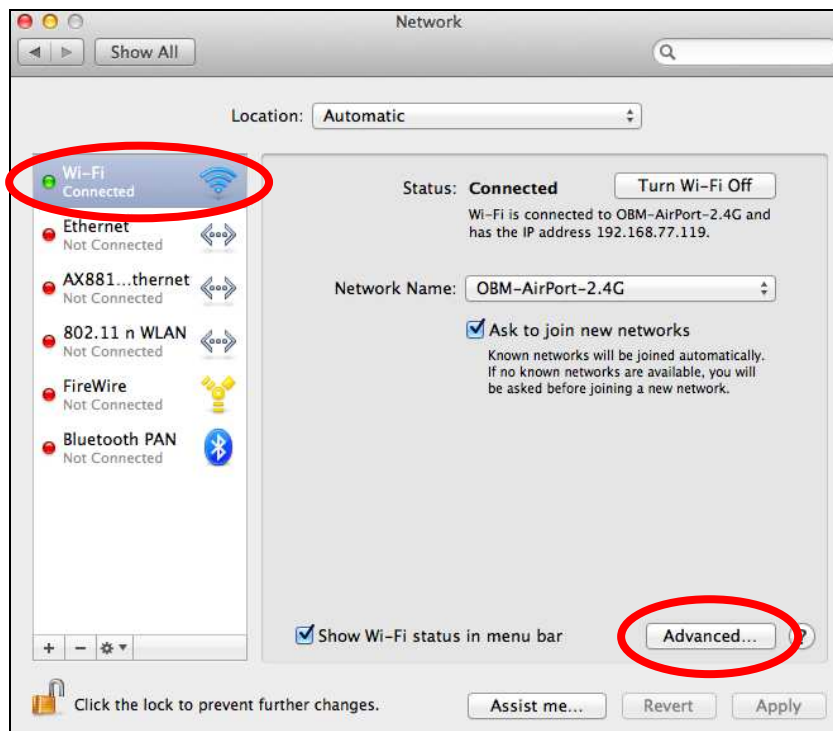 Network
Show All
Location: Automatic
Wi-Fi
Connected
Ethernet
Not Connected
AX881...thernet
Not Connected
802.11 n WLAN
Not Connected
FireWire
Not Connected
Bluetooth PAN
Not Connected
+ −
Status: Connected
Turn Wi-Fi Off
Wi-Fi is connected to OBM-AirPort-2.4G and
has the IP address 192.168.77.119.
Network Name: OBM-AirPort-2.4G
Ask to join new networks
Known networks will be joined automatically.
If no known networks are available, you will
be asked before joining a new network.
Show Wi-Fi status in menu bar
Advanced...
?
Click the lock to prevent further changes.
Assist me...
Revert
Apply